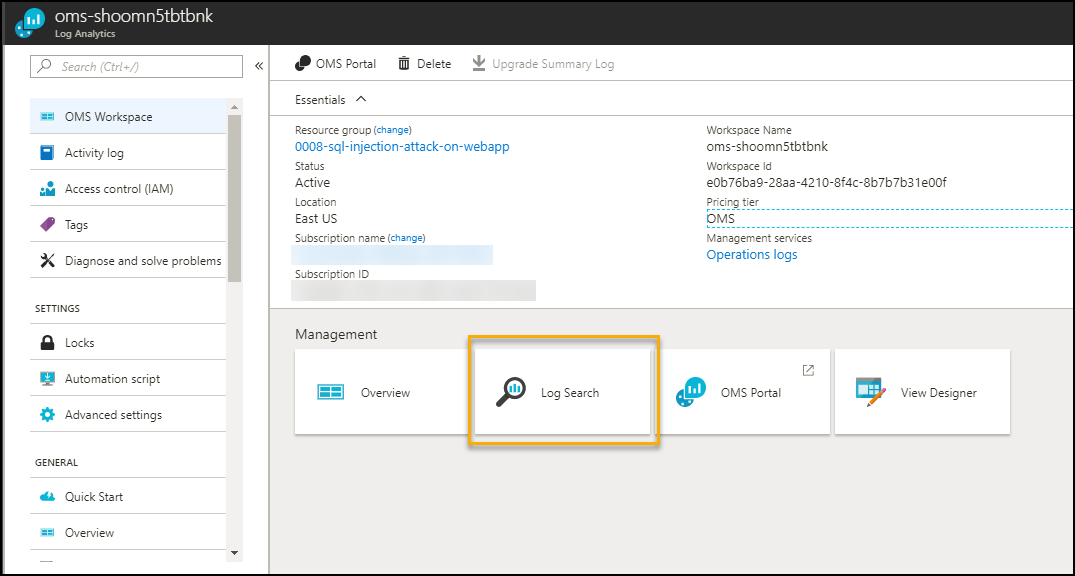 oms-shoomn5tbtbnk
Log Analytics
Search (Ctrl+/)
«
OMS Workspace
Activity log
Access control (IAM)
Tags
Diagnose and solve problems
SETTINGS
Locks
Automation script
Advanced settings
GENERAL
Quick Start
Overview
OMS Portal
Delete
Upgrade Summary Log
Essentials
Resource group (change)
0008-sql-injection-attack-on-webapp
Status
Active
Location
East US
Subscription name (change)
Subscription ID
Workspace Name
oms-shoomn5tbtbnk
Workspace Id
e0b76ba9-28aa-4210-8f4c-8b7b7b31e00f
Pricing tier
OMS
Management services
Operations logs
Management
Overview
Log Search
OMS Portal
View Designer